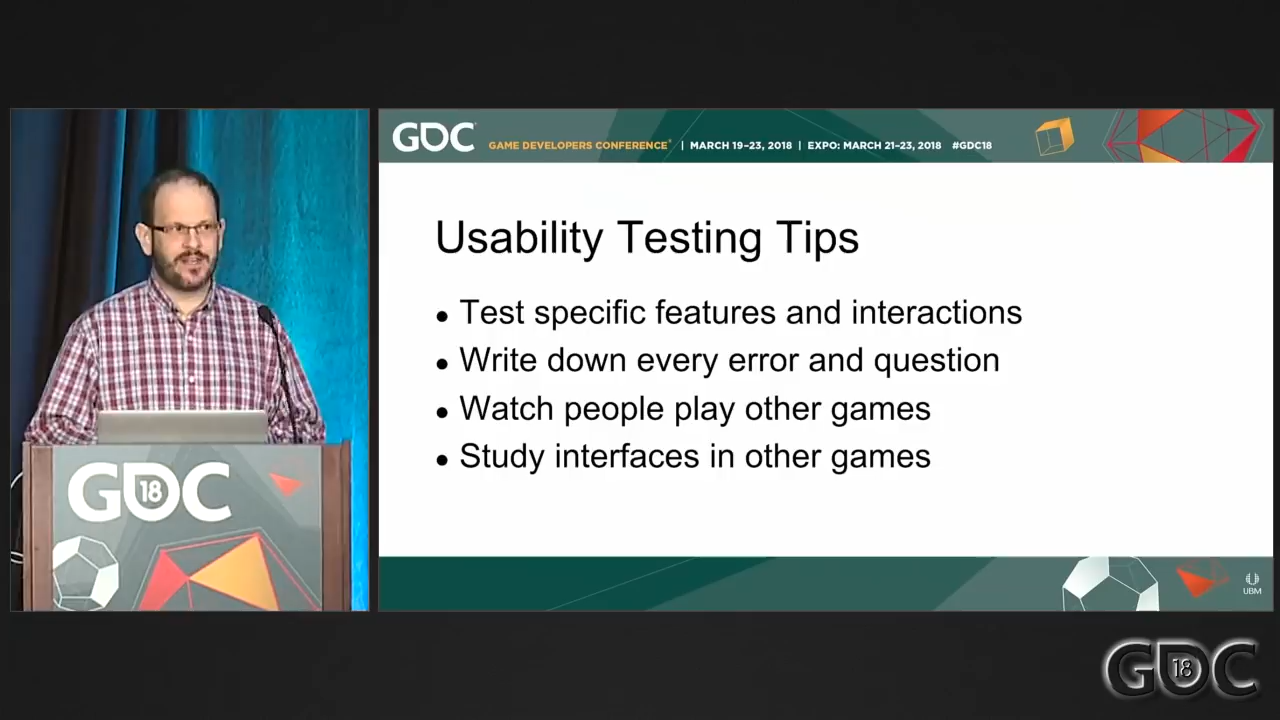 GDC GAME DEVELOPERS CONFERENCE® | MARCH 19–23, 2018 | EXPO: MARCH 21–23, 2018 #GDC18
Usability Testing Tips
• Test specific features and interactions
• Write down every error and question
• Watch people play other games
• Study interfaces in other games
GDC 18
UBM
GDC 18